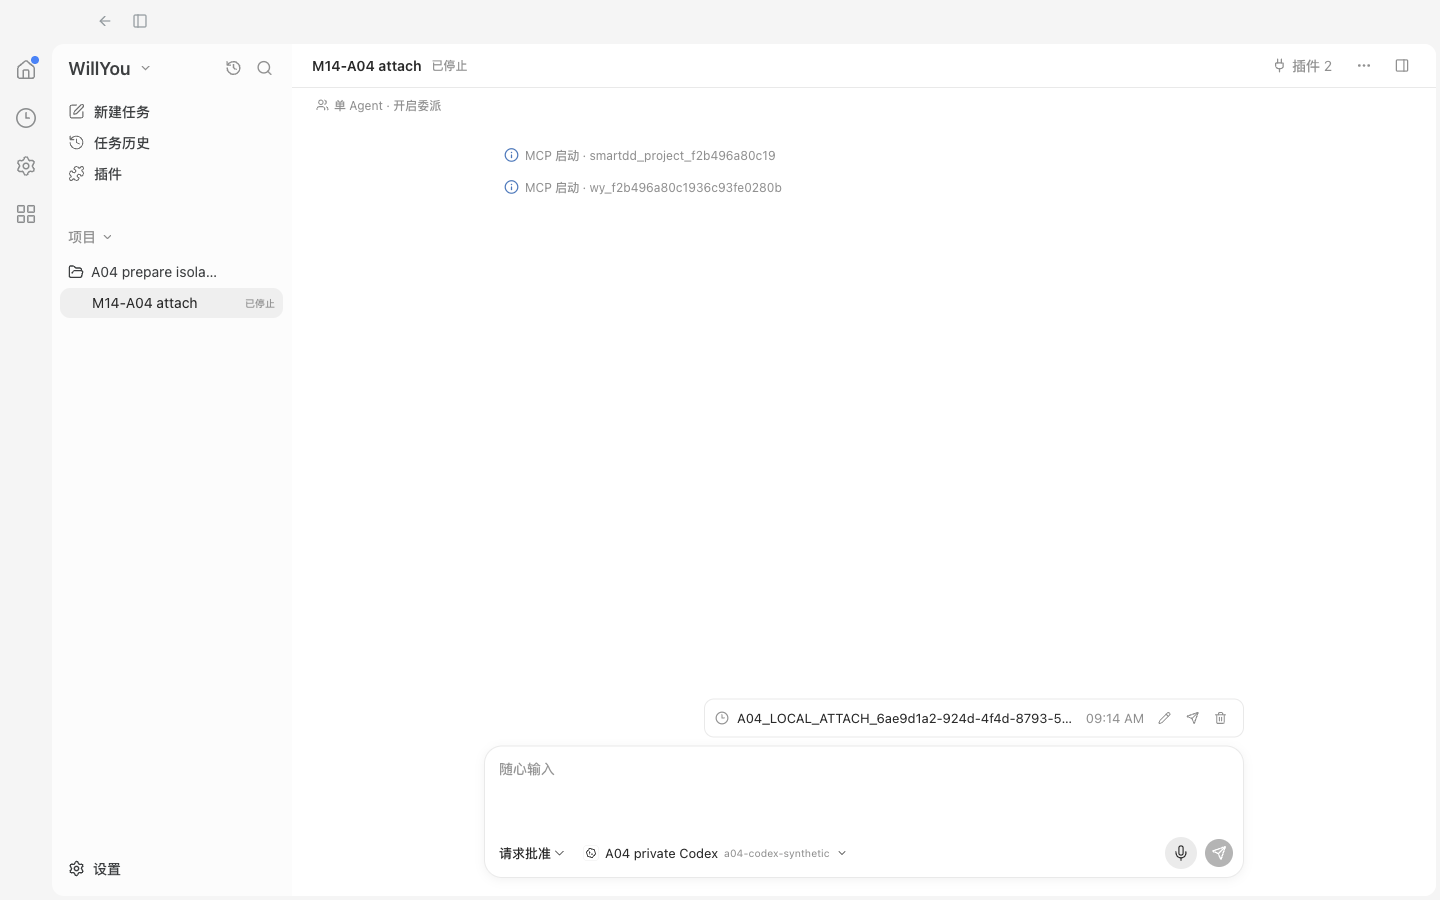 WillYou
新建任务
任务历史
插件
项目
A04 prepare isola...
M14-A04 attach 已停止
设置
M14-A04 attach 已停止
插件 2
单 Agent · 开启委派
MCP 启动 · smartdd_project_f2b496a80c19
MCP 启动 · wy_f2b496a80c1936c93fe0280b
A04_LOCAL_ATTACH_6ae9d1a2-924d-4f4d-8793-5... 09:14 AM
随心输入
请求批准 A04 private Codex a04-codex-synthetic